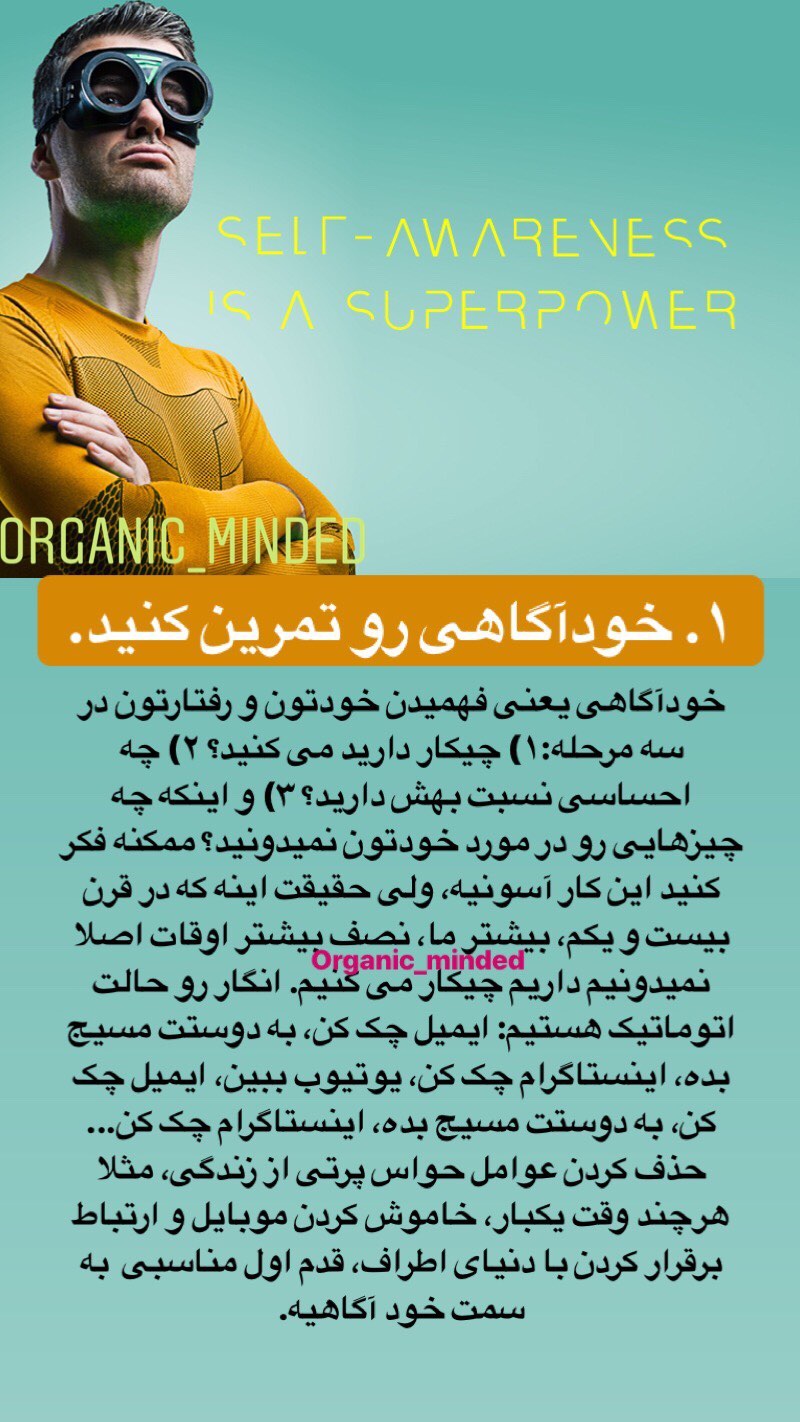 SELF-AWARENESS
IS A SUPERPOWER
ORGANIC_MINDED
۱. خودآگاهی رو تمرین کنید.
خودآگاهی یعنی فهمیدن خودتون و رفتارتون در
سه مرحله:۱) چیکار دارید می کنید؟ ۲) چه
احساسی نسبت بهش دارید؟ ۳) و اینکه چه
چیزهایی رو در مورد خودتون نمیدونید؟ ممکنه فکر
کنید این کار آسونیه، ولی حقیقت اینه که در قرن
بیست و یکم، بیشتر ما، نصف بیشتر اوقات اصلا
Organic_minded
نمیدونیم داریم چیکار می کنیم. انگار رو حالت
اتوماتیک هستیم: ایمیل چک کن، به دوستت مسیج
بده، اینستاگرام چک کن، یوتیوب ببین، ایمیل چک
کن، به دوستت مسیج بده، اینستاگرام چک کن...
حذف کردن عوامل حواس پرتی از زندگی، مثلا
هرچند وقت یکبار، خاموش کردن موبایل و ارتباط
برقرار کردن با دنیای اطراف، قدم اول مناسبی به
سمت خود آگاهیه.